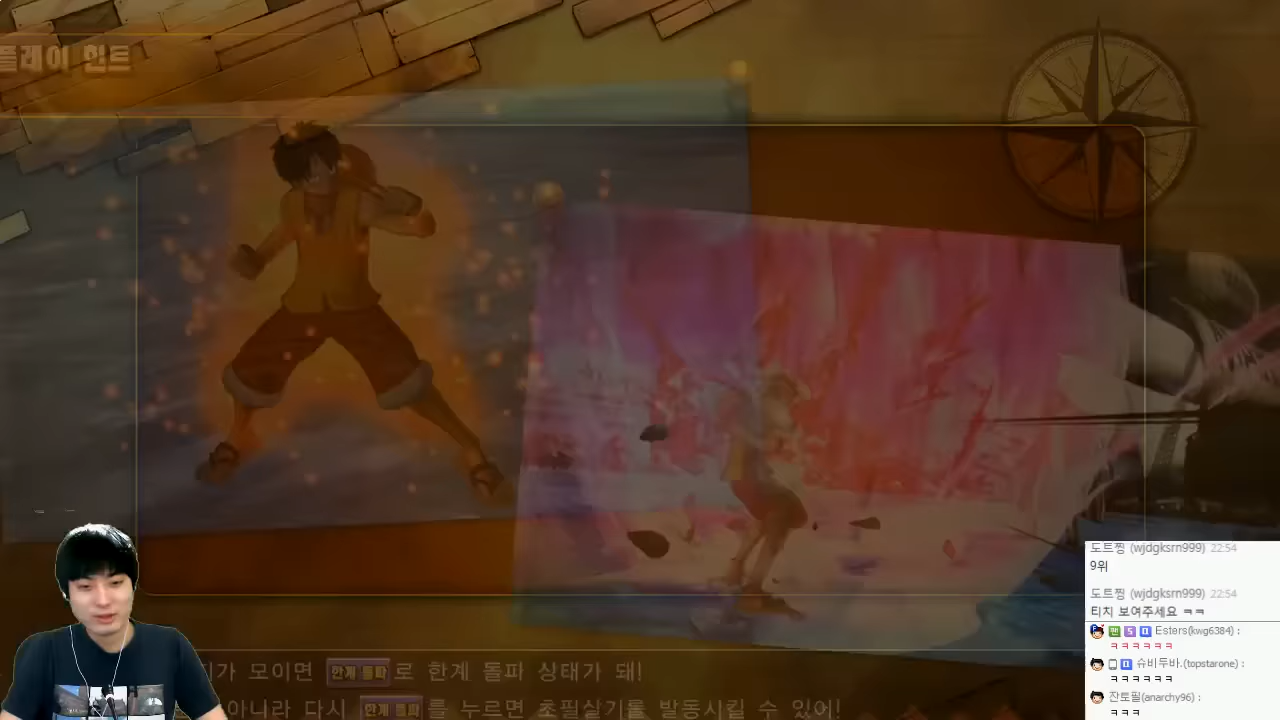 플레이 힌트
가 모이면 한계 돌파 로 한계 돌파 상태가 돼!
아니라 다시 한계 돌파 를 누르면 초필살기를 발동시킬 수 있어!
도트찡 (wjdgksrn999) 22:54
9위
도트찡 (wjdgksrn999) 22:54
티치 보여주세요 ㅋㅋ
팬 S Esters(kwg6384) :
ㅋㅋㅋㅋㅋㅋ
슈비두바.(topstarone) :
ㅋㅋㅋㅋㅋㅋ
잔토필(anarchy96) :
ㅋㅋㅋ